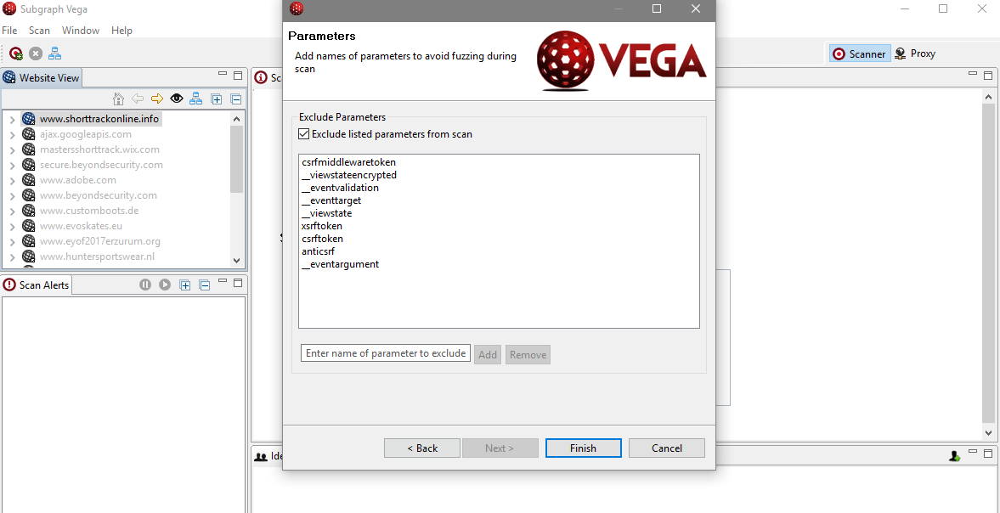 Subgraph Vega
File Scan Window Help
Scanner
Proxy
Website View
www.shorttrackonline.info
ajax.googleapis.com
mastersshorttrack.wix.com
secure.beyondsecurity.com
www.adobe.com
www.beyondsecurity.com
www.customboots.de
www.evoskates.eu
www.eyof2017erzurum.org
www.huntersportswear.nl
Scan Alerts
Parameters
Add names of parameters to avoid fuzzing during
scan
VEGA
Exclude Parameters
Exclude listed parameters from scan
csrfmiddlewaretoken
__viewstateencrypted
__eventvalidation
__eventtarget
__viewstate
xsrftoken
csrftoken
anticsrf
__eventargument
Enter name of parameter to exclude
Add Remove
< Back Next > Finish Cancel